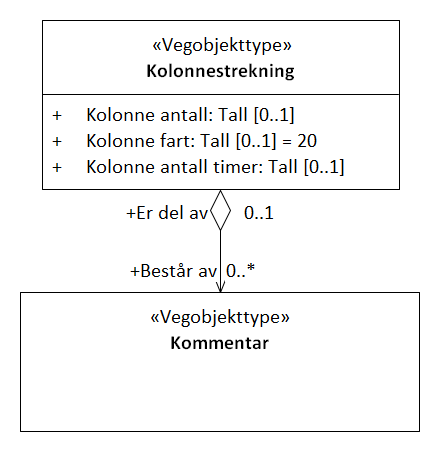 «Vegobjekttype»
Kolonnestrekning
+ Kolonne antall: Tall [0..1]
+ Kolonne fart: Tall [0..1] = 20
+ Kolonne antall timer: Tall [0..1]
+Er del av 0..1
+Består av 0..*
«Vegobjekttype»
Kommentar